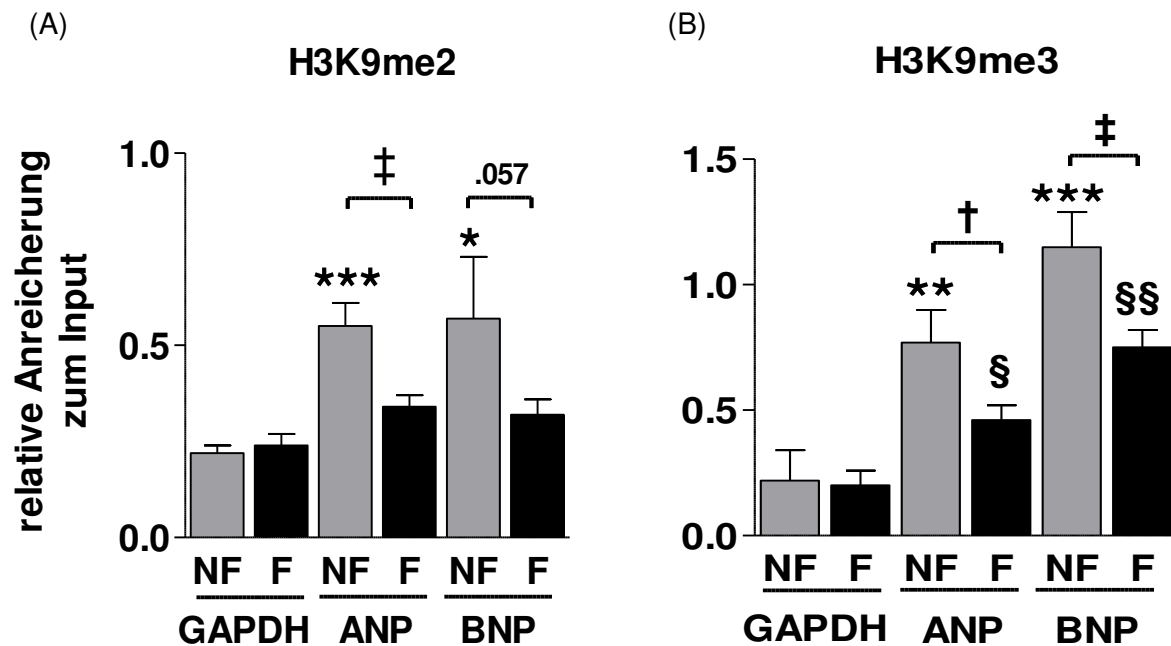 (A)
H3K9me2
relative Anreicherung
zum Input
1.0
0.5
0.0
***
‡
*
.057
NF F NF F NF F
GAPDH ANP BNP
(B)
H3K9me3
1.5
1.0
0.5
0.0
**
†
§
***
‡
§§
NF F NF F NF F
GAPDH ANP BNP